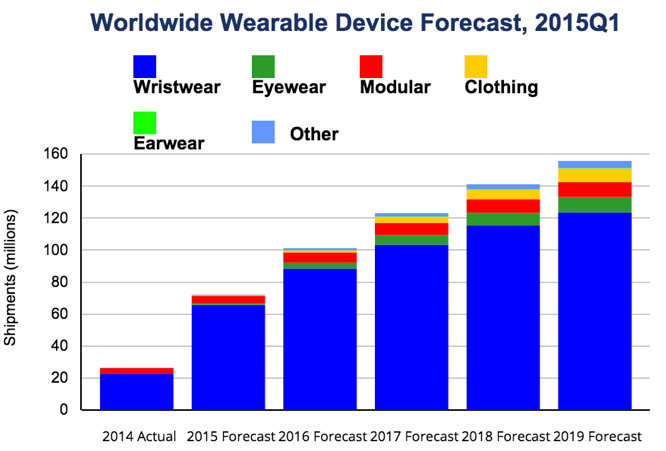 Worldwide Wearable Device Forecast, 2015Q1
Wristwear Eyewear Modular Clothing
Earwear Other
160
140
120
100
80
60
40
20
0
Shipments (millions)
2014 Actual 2015 Forecast 2016 Forecast 2017 Forecast 2018 Forecast 2019 Forecast